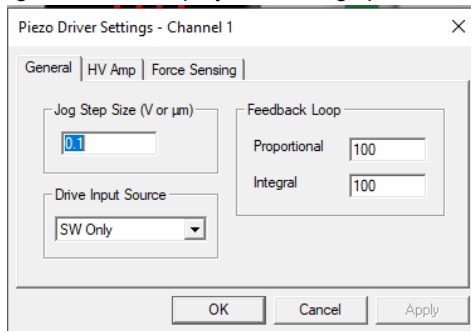 Piezo Driver Settings - Channel 1
General
HV Amp
Force Sensing
Jog Step Size (V or µm)
0.1
Drive Input Source
SW Only
Feedback Loop
Proportional
100
Integral
100
OK
Cancel
Apply